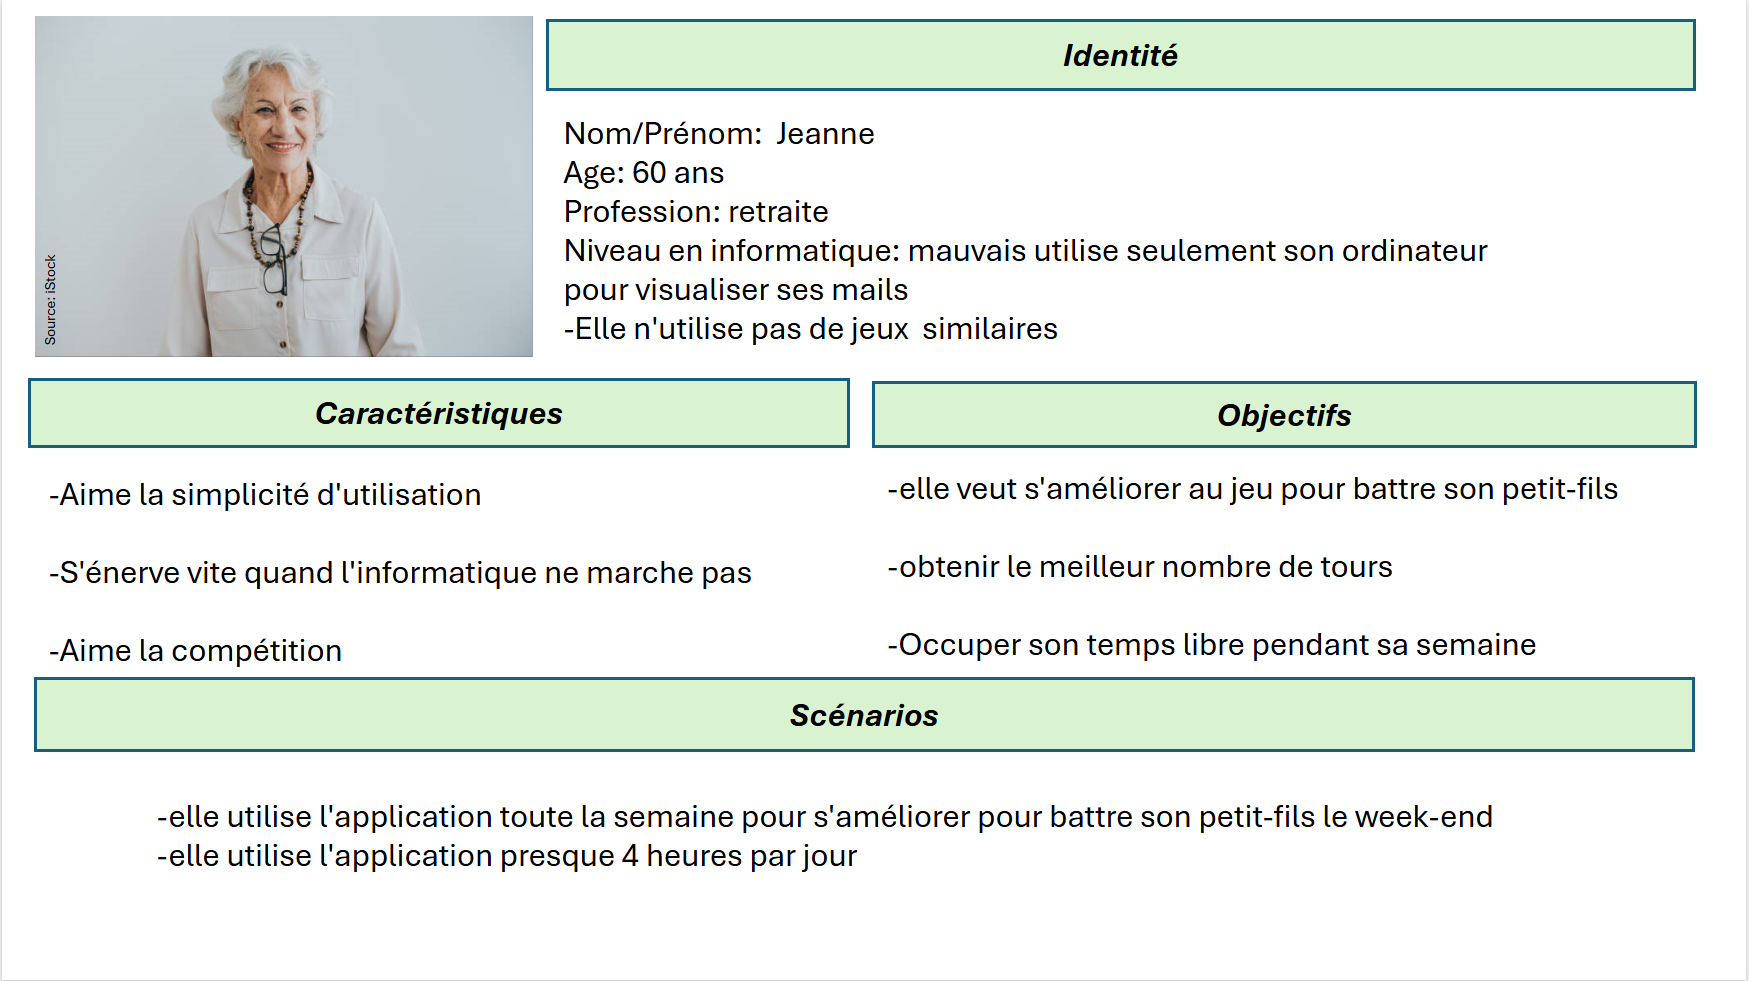 Source: iStock
Identité
Nom/Prénom:  Jeanne
Age: 60 ans
Profession: retraite
Niveau en informatique: mauvais utilise seulement son ordinateur
pour visualiser ses mails
-Elle n'utilise pas de jeux  similaires
Caractéristiques
-Aime la simplicité d'utilisation
-S'énerve vite quand l'informatique ne marche pas
-Aime la compétition
Objectifs
-elle veut s'améliorer au jeu pour battre son petit-fils
-obtenir le meilleur nombre de tours
-Occuper son temps libre pendant sa semaine
Scénarios
-elle utilise l'application toute la semaine pour s'améliorer pour battre son petit-fils le week-end
-elle utilise l'application presque 4 heures par jour